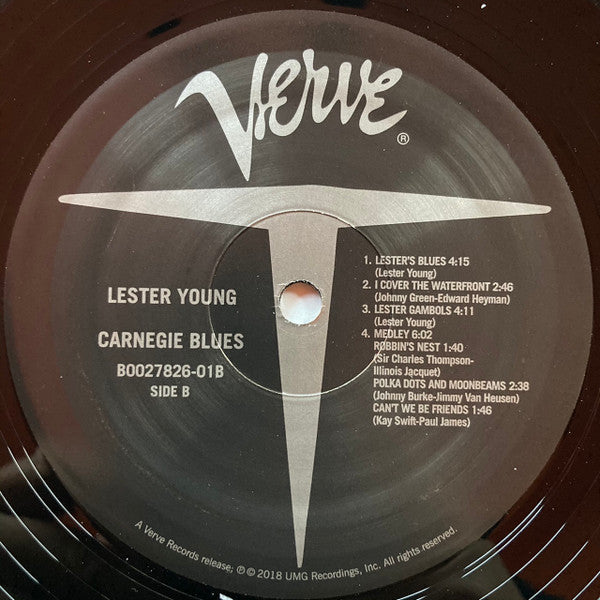 Verve
®
LESTER YOUNG
CARNEGIE BLUES
B0027826-01B
SIDE B
1. LESTER'S BLUES 4:15
(Lester Young)
2. I COVER THE WATERFRONT 2:46
(Johnny Green-Edward Heyman)
3. LESTER GAMBOLS 4:11
(Lester Young)
4. MEDLEY 6:02
ROBBIN'S NEST 1:40
(Sir Charles Thompson-
Illinois Jacquet)
POLKA DOTS AND MOONBEAMS 2:38
(Johnny Burke-Jimmy Van Heusen)
CAN'T WE BE FRIENDS 1:46
(Kay Swift-Paul James)
A Verve Records release; ℗© 2018 UMG Recordings, Inc. All rights reserved.